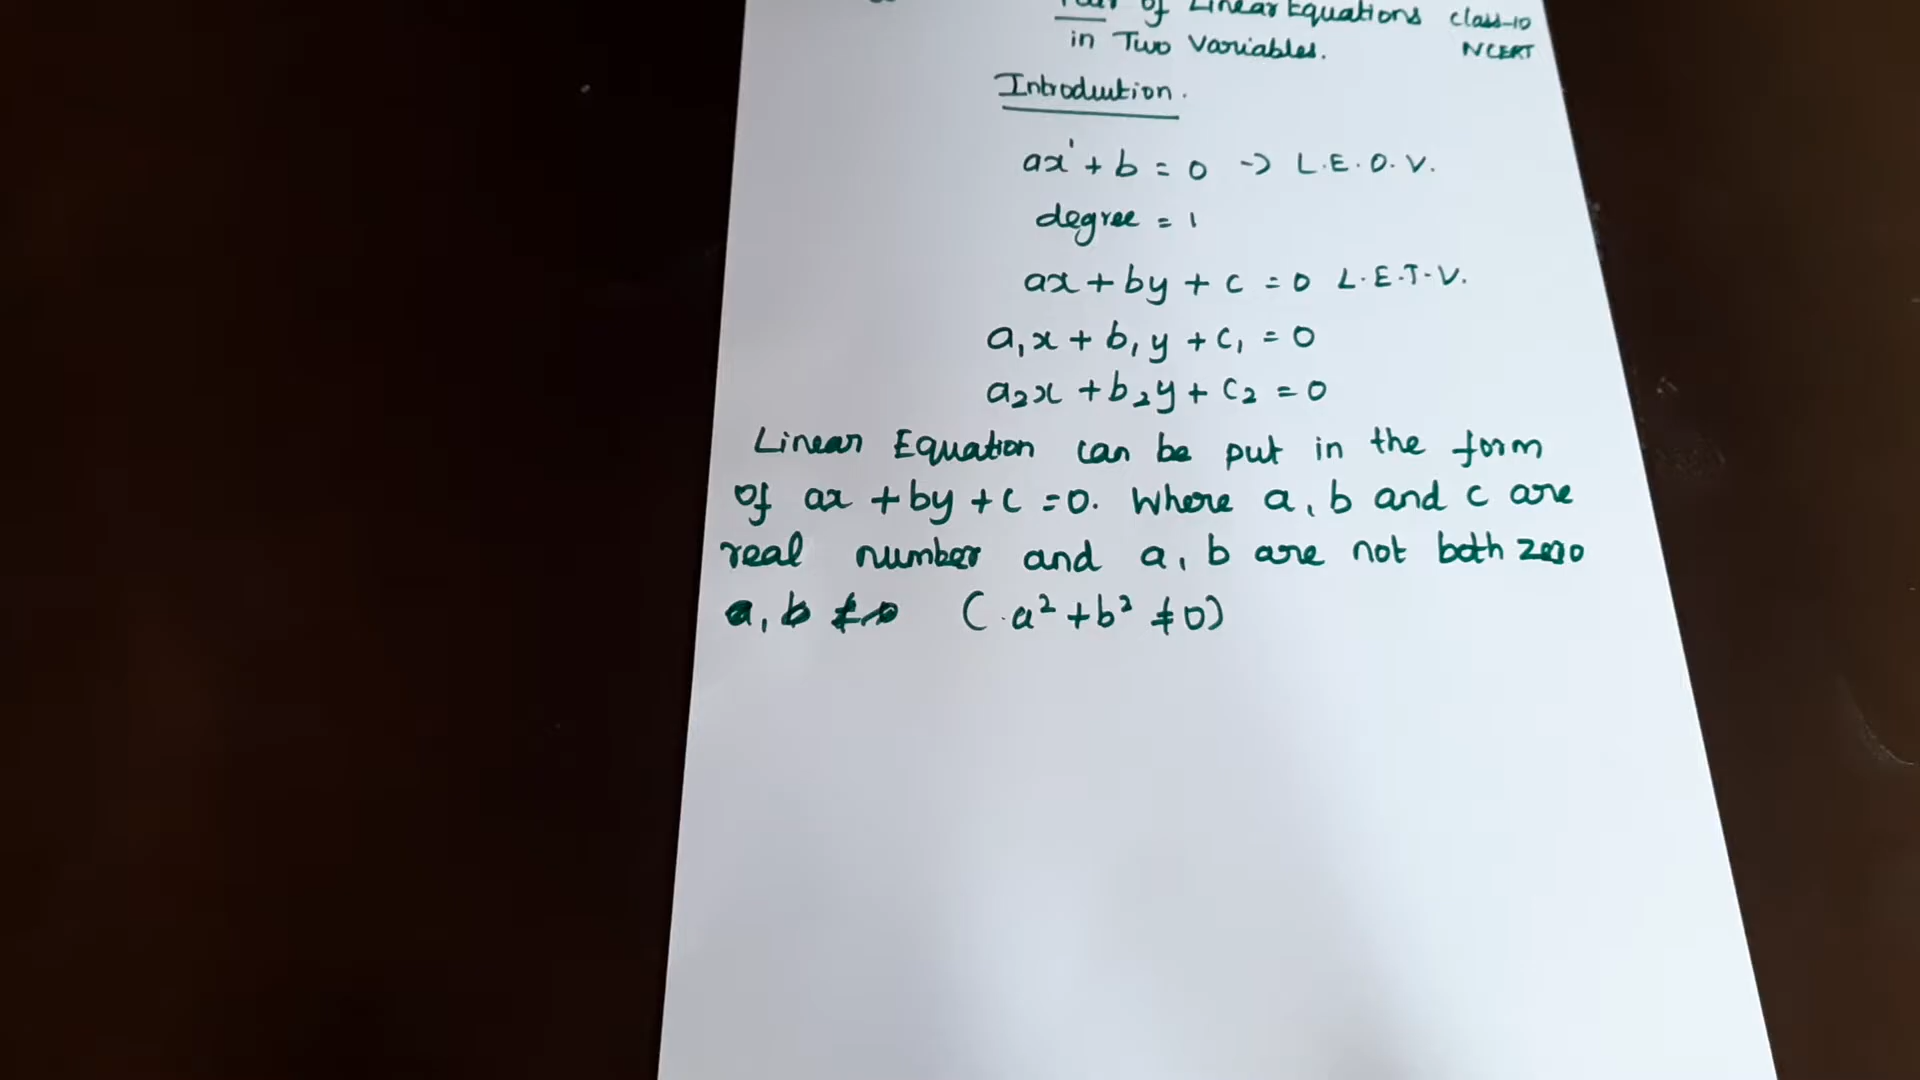 Pair of Linear Equations class-10
in Two Variables. NCERT
Introduction.
ax¹ + b = 0 -> L.E.O.V.
degree = 1
ax + by + c = 0 L.E.T.V.
a₁x + b₁y + c₁ = 0
a₂x + b₂y + c₂ = 0
Linear Equation can be put in the form
of ax + by + c = 0. Where a, b and c are
real number and a, b are not both zero
a, b ≠ 0 (a² + b² ≠ 0)